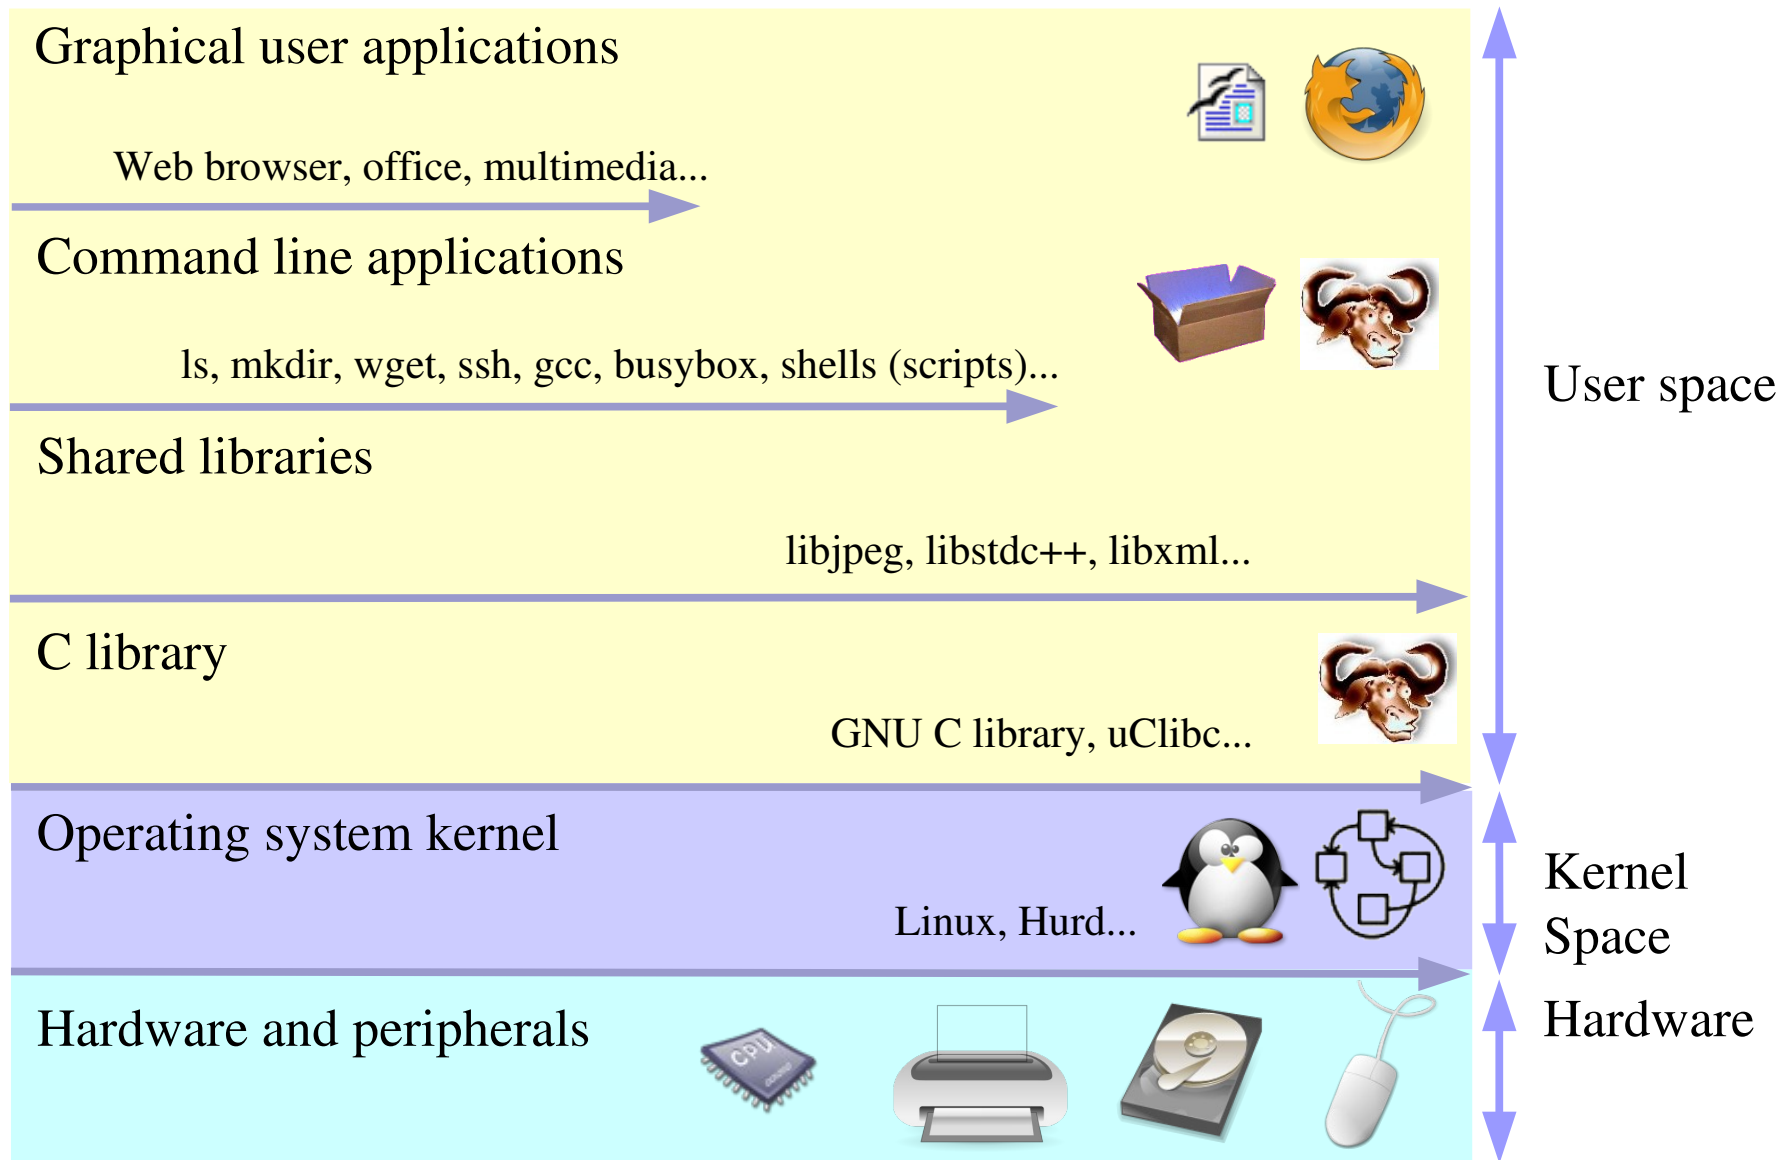 Graphical user applications
Web browser, office, multimedia...
Command line applications
ls, mkdir, wget, ssh, gcc, busybox, shells (scripts)...
User space
Shared libraries
libjpeg, libstdc++, libxml...
C library
GNU C library, uClibc...
Operating system kernel
Linux, Hurd...
Kernel
Space
Hardware and peripherals
CPU
Hardware